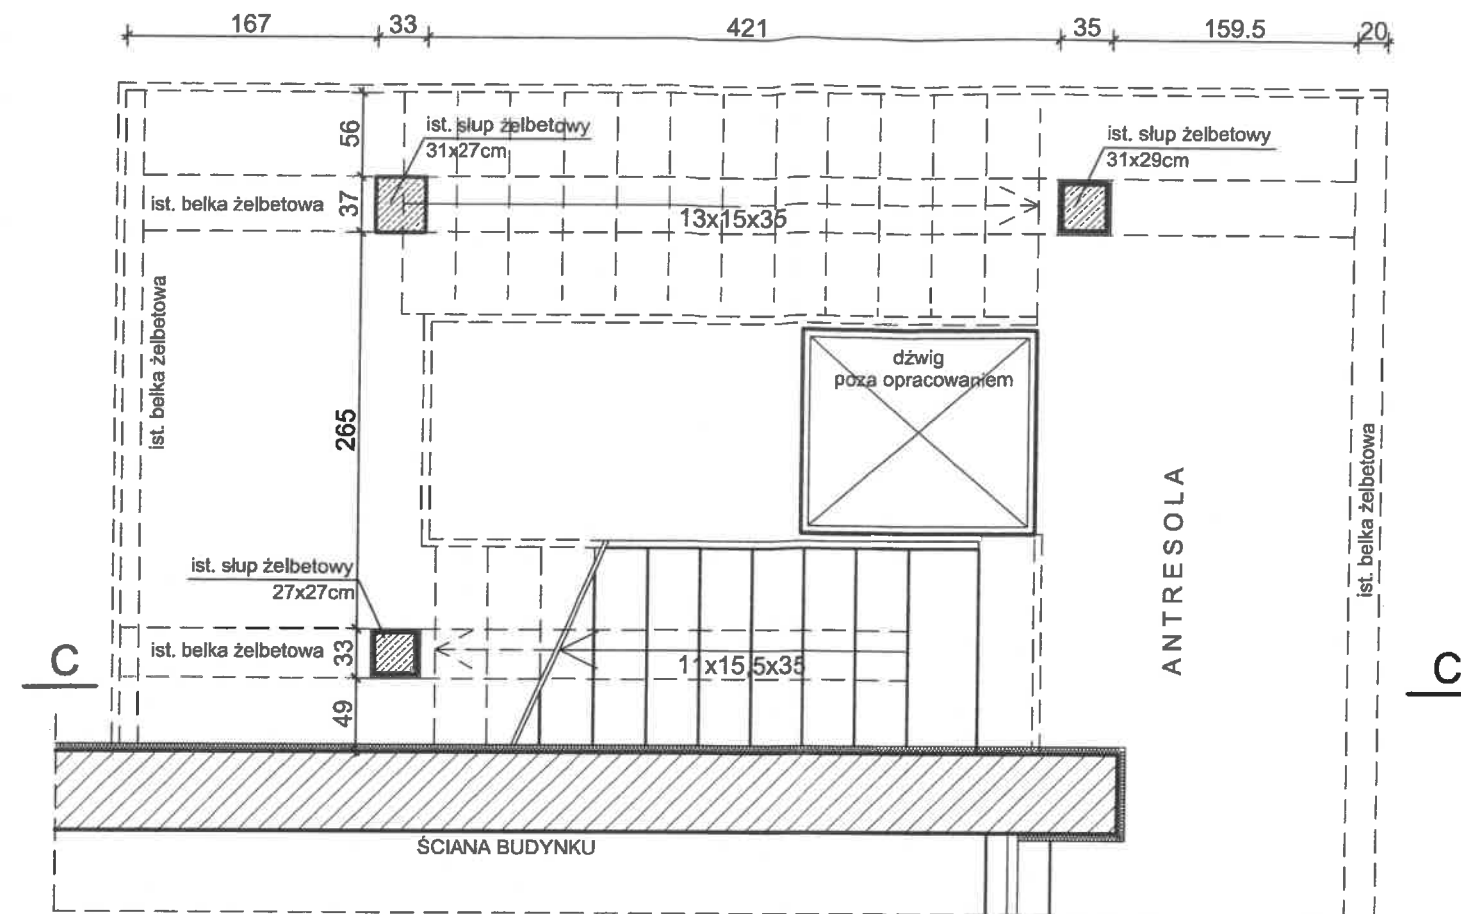 167 33 421 35 159.5 20
56
ist. słup żelbetowy
31x27cm
ist. słup żelbetowy
31x29cm
ist. belka żelbetowa
37
13x15x35
ist. belka żelbetowa
265
dźwig
poza opracowaniem
ANTRESOLA
ist. belka żelbetowa
ist. słup żelbetowy
27x27cm
ist. belka żelbetowa
33
11x15,5x35
C
C
49
ŚCIANA BUDYNKU